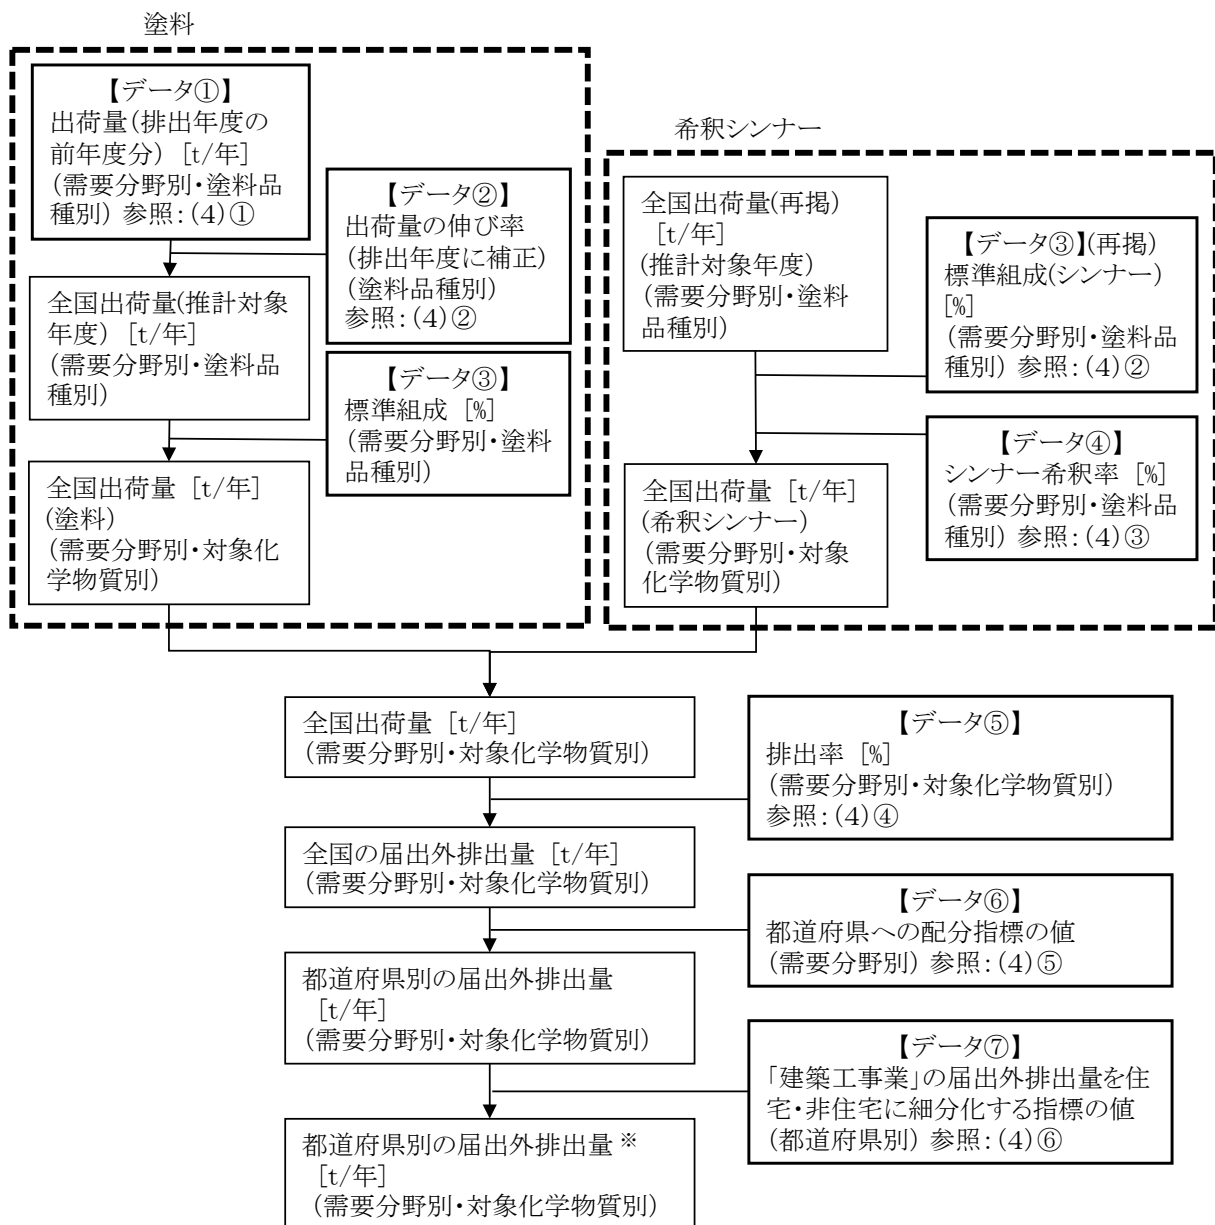 塗料
【データ①】
出荷量(排出年度の
前年度分) [t/年]
(需要分野別・塗料品
種別) 参照：(4)①
【データ②】
出荷量の伸び率
(排出年度に補正)
(塗料品種別)
参照：(4)②
全国出荷量(推計対象
年度) [t/年]
(需要分野別・塗料品
種別)
【データ③】
標準組成 [%]
(需要分野別・塗料
品種別)
全国出荷量 [t/年]
(塗料)
(需要分野別・対象化
学物質別)
希釈シンナー
全国出荷量(再掲)
[t/年]
(推計対象年度)
(需要分野別・塗料
品種別)
【データ③】(再掲)
標準組成(シンナー)
[%]
(需要分野別・塗料品
種別) 参照：(4)②
【データ④】
シンナー希釈率 [%]
(需要分野別・塗料品
種別) 参照：(4)③
全国出荷量 [t/年]
(希釈シンナー)
(需要分野別・対象
化学物質別)
全国出荷量 [t/年]
(需要分野別・対象化学物質別)
【データ⑤】
排出率 [%]
(需要分野別・対象化学物質別)
参照：(4)④
全国の届出外排出量 [t/年]
(需要分野別・対象化学物質別)
【データ⑥】
都道府県への配分指標の値
(需要分野別) 参照：(4)⑤
都道府県別の届出外排出量
[t/年]
(需要分野別・対象化学物質別)
【データ⑦】
「建築工事業」の届出外排出量を住
宅・非住宅に細分化する指標の値
(都道府県別) 参照：(4)⑥
都道府県別の届出外排出量※
[t/年]
(需要分野別・対象化学物質別)